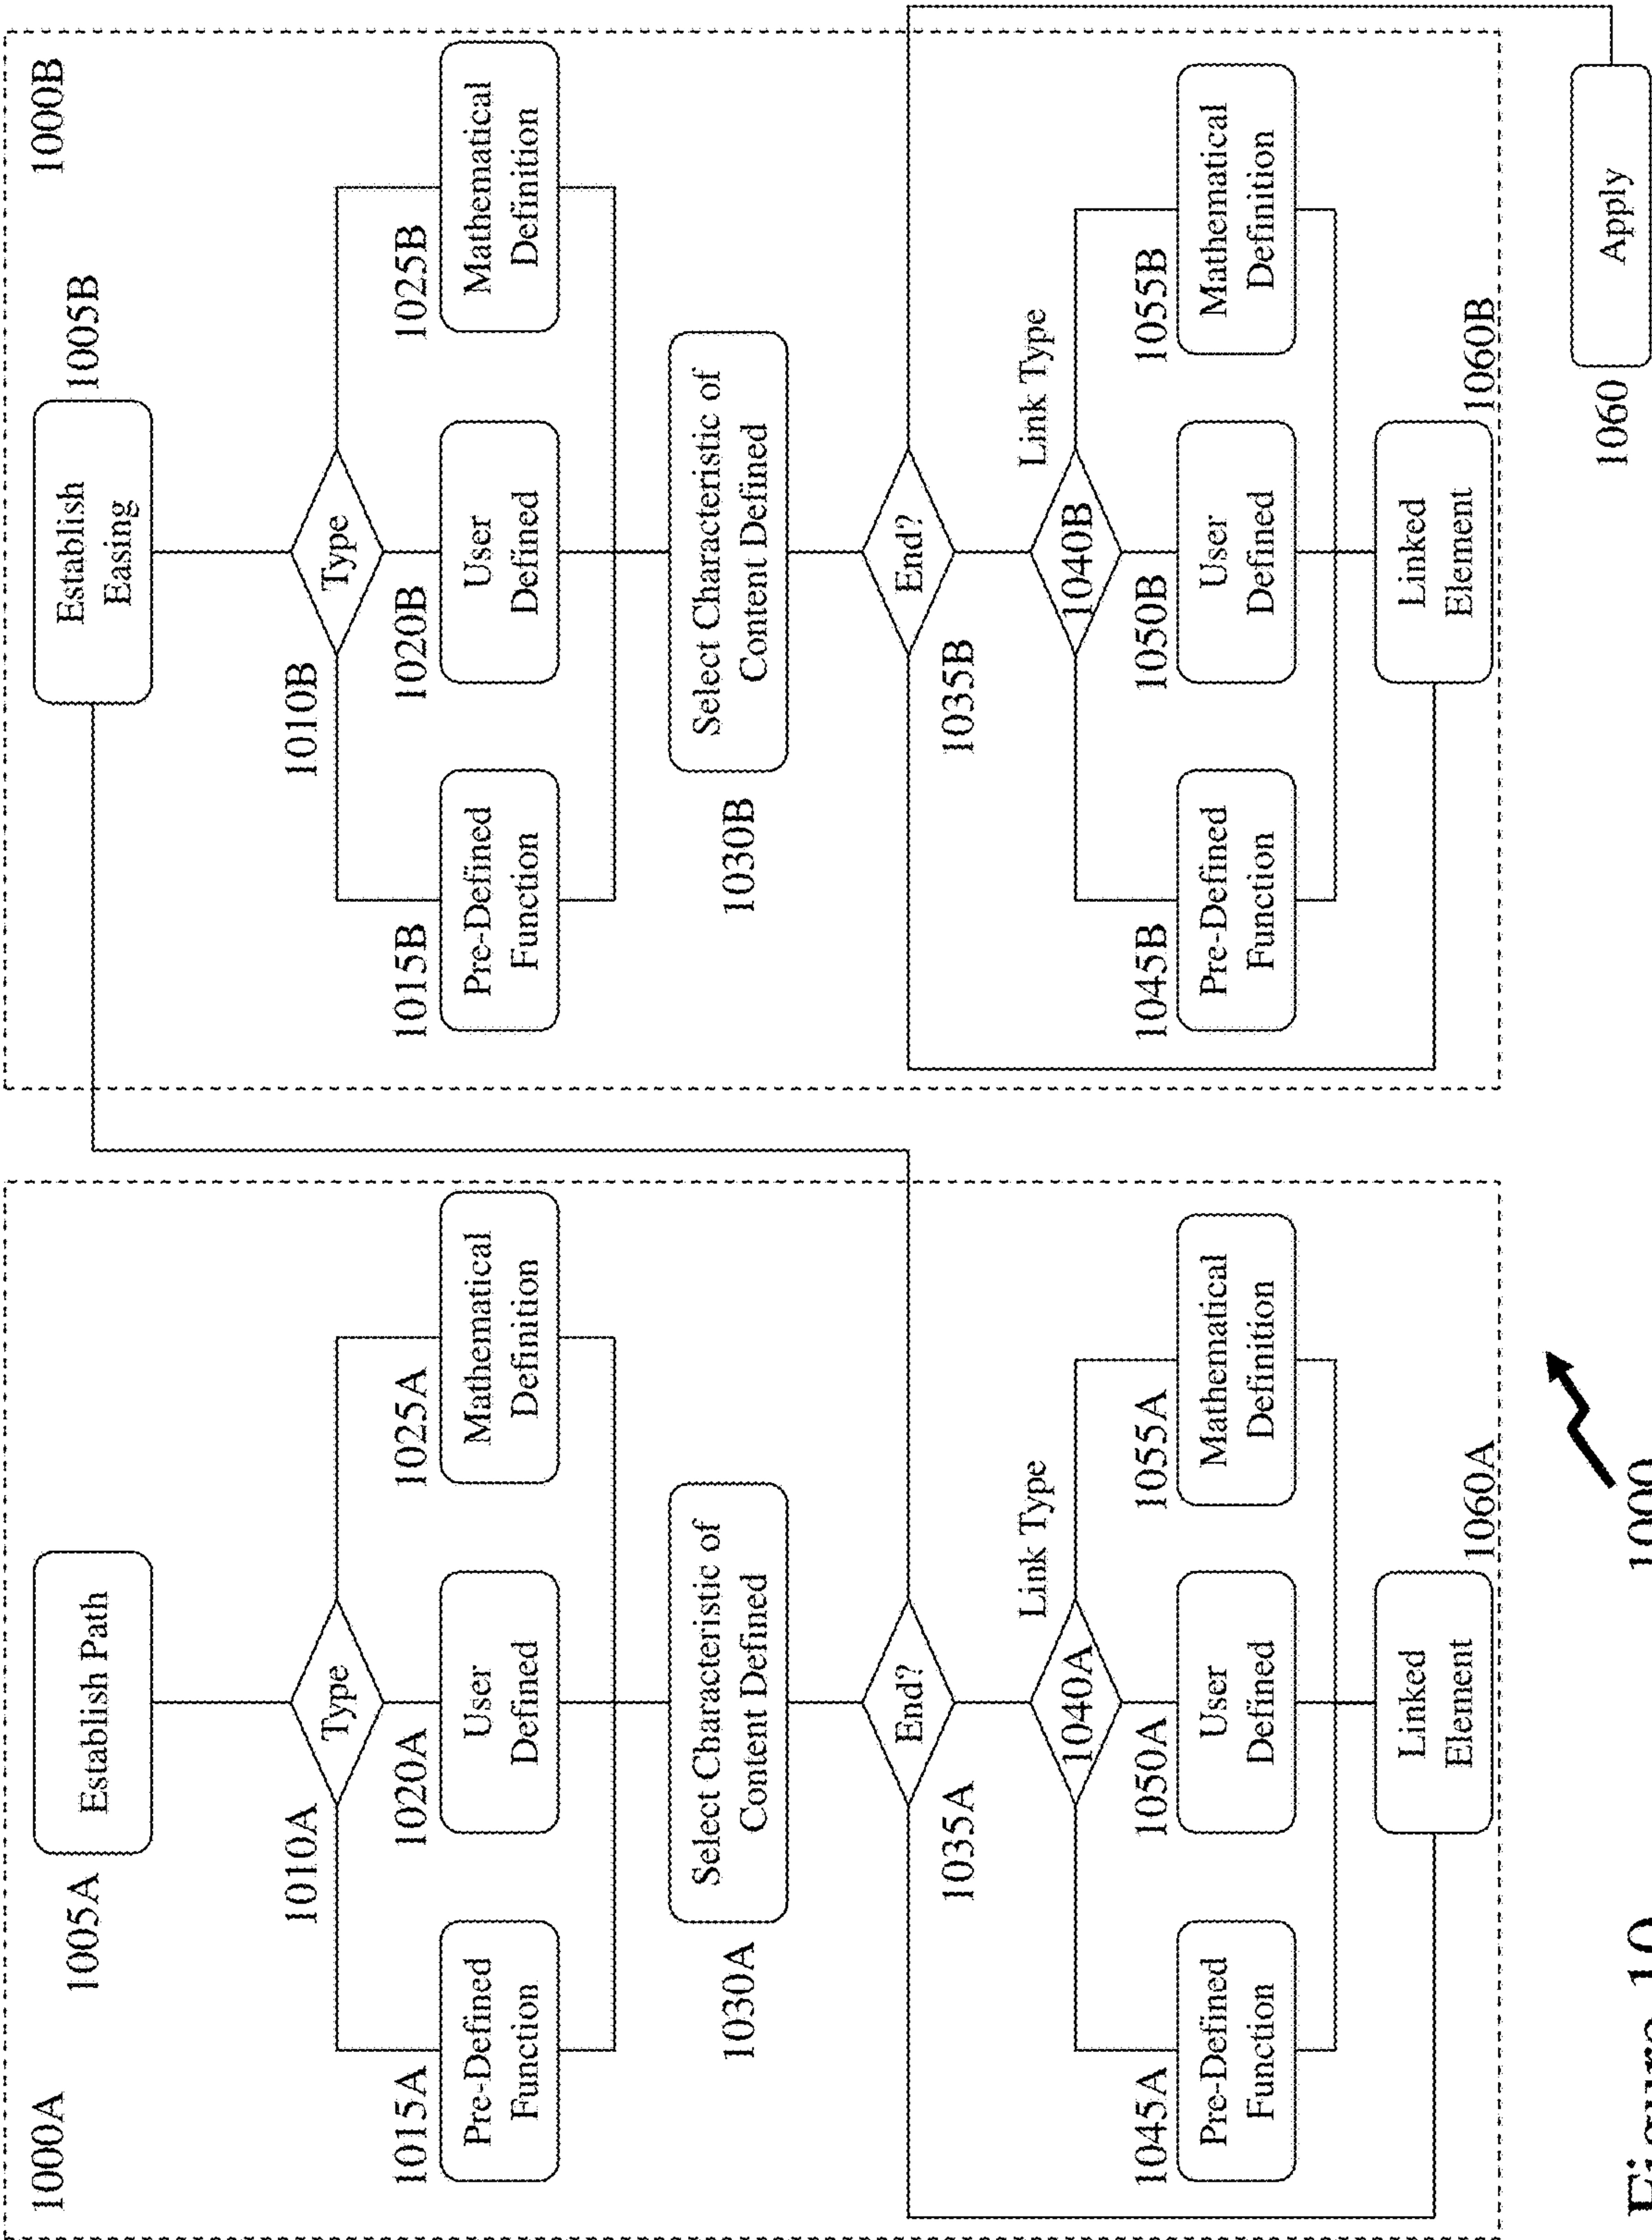 1000A
1005A
Establish Path
1010A
Type
1015A
1020A
1025A
Pre-Defined
Function
User
Defined
Mathematical
Definition
1030A
Select Characteristic of
Content Defined
End?
1035A
Link Type
1040A
1045A
1050A
1055A
Pre-Defined
Function
User
Defined
Mathematical
Definition
Linked
Element
1060A
1000B
Establish
Easing
1005B
1010B
Type
1015B
1020B
1025B
Pre-Defined
Function
User
Defined
Mathematical
Definition
1030B
Select Characteristic of
Content Defined
End?
1035B
Link Type
1040B
1045B
1050B
1055B
Pre-Defined
Function
User
Defined
Mathematical
Definition
Linked
Element
1060B
1060
Apply
Figure 10
1000